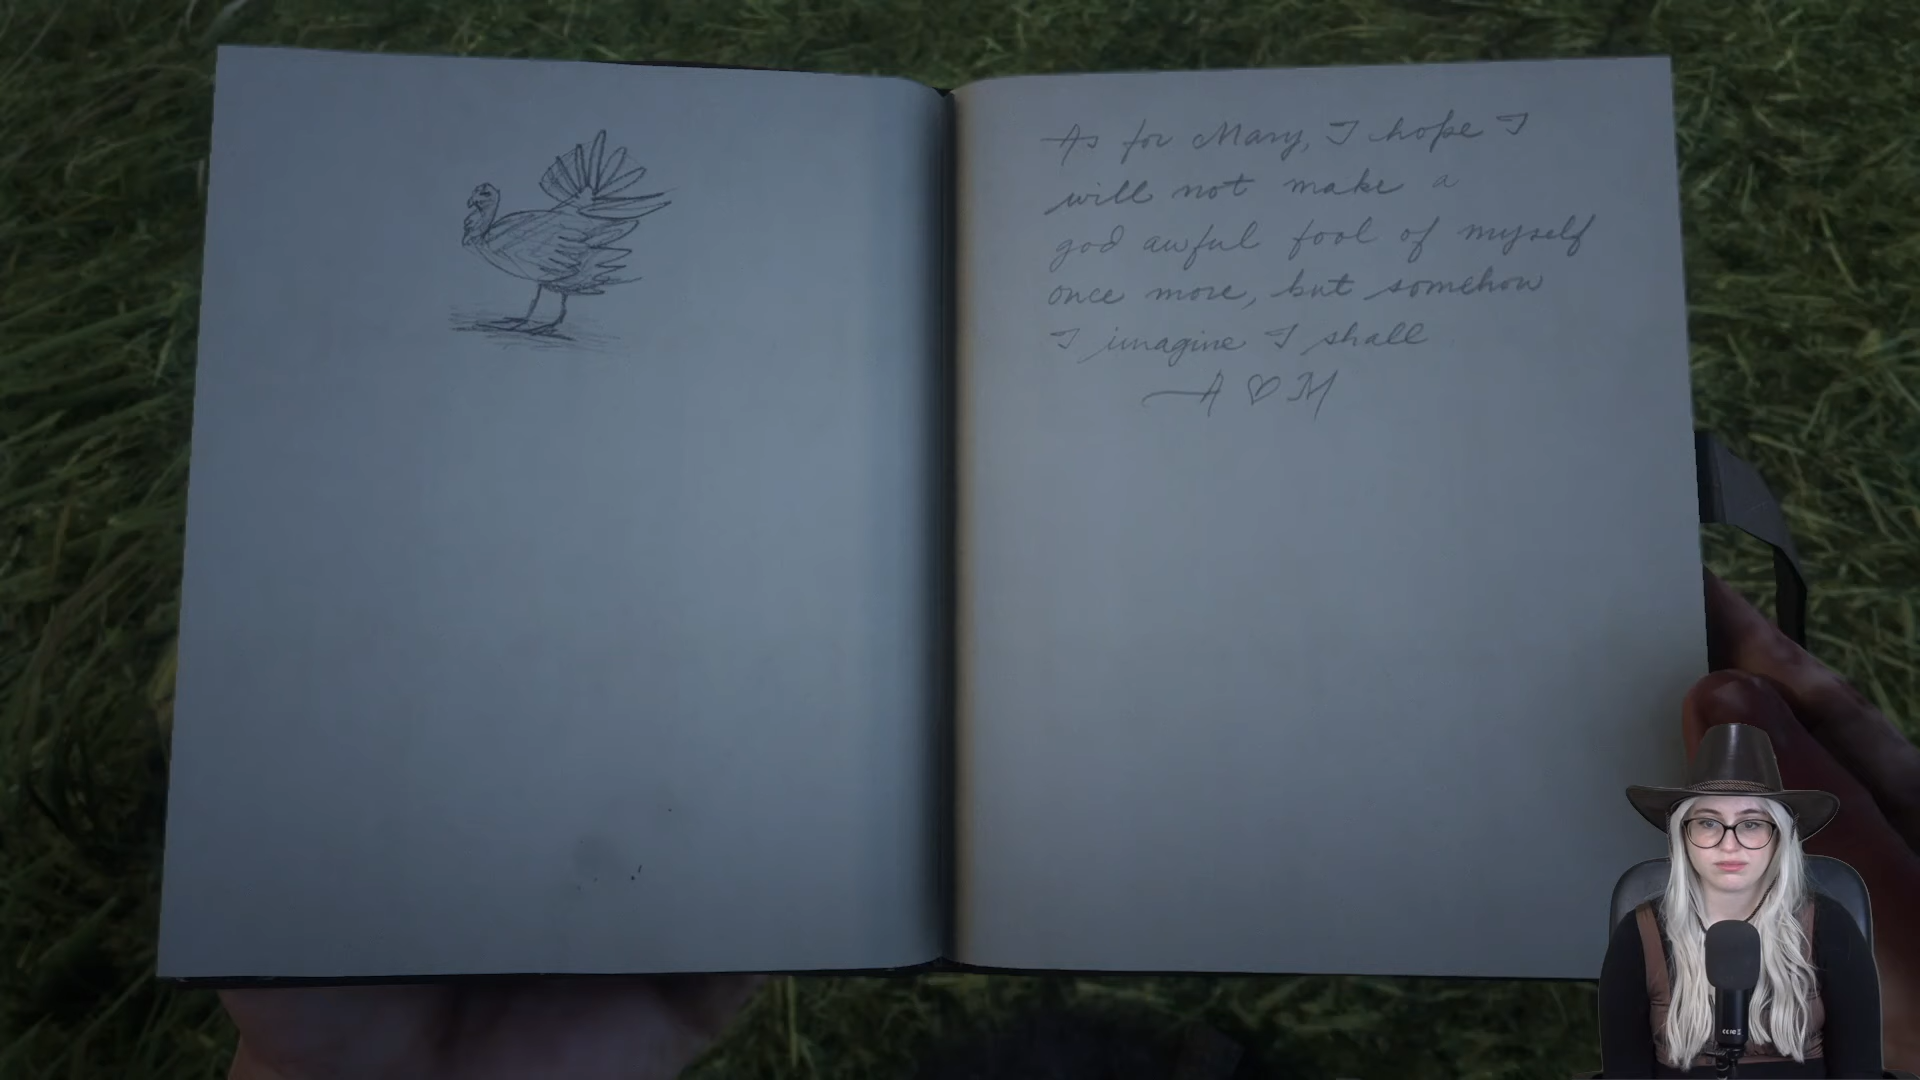 As for Mary, I hope I
will not make a
god awful fool of myself
once more, but somehow
I imagine I shall
—A ♡ M